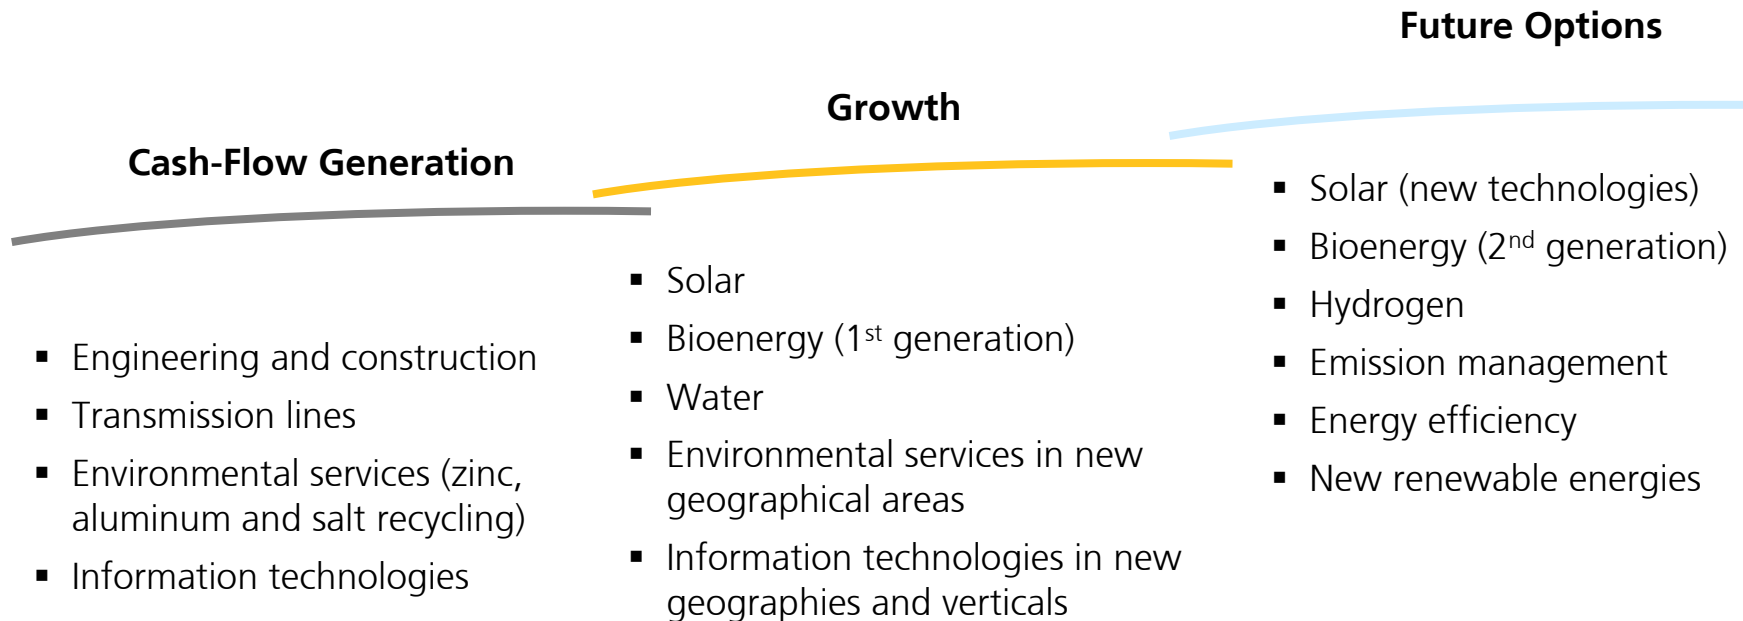 Cash-Flow Generation
▪ Engineering and construction
▪ Transmission lines
▪ Environmental services (zinc,
aluminum and salt recycling)
▪ Information technologies
Growth
▪ Solar
▪ Bioenergy (1st generation)
▪ Water
▪ Environmental services in new
geographical areas
▪ Information technologies in new
geographies and verticals
Future Options
▪ Solar (new technologies)
▪ Bioenergy (2nd generation)
▪ Hydrogen
▪ Emission management
▪ Energy efficiency
▪ New renewable energies